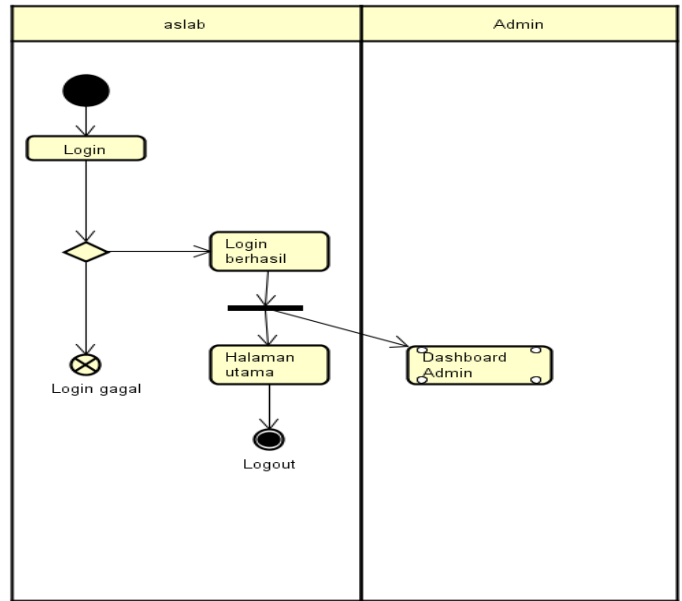 aslab
Admin
Login
Login
berhasil
Halaman
utama
Dashboard
Admin
Login gagal
Logout